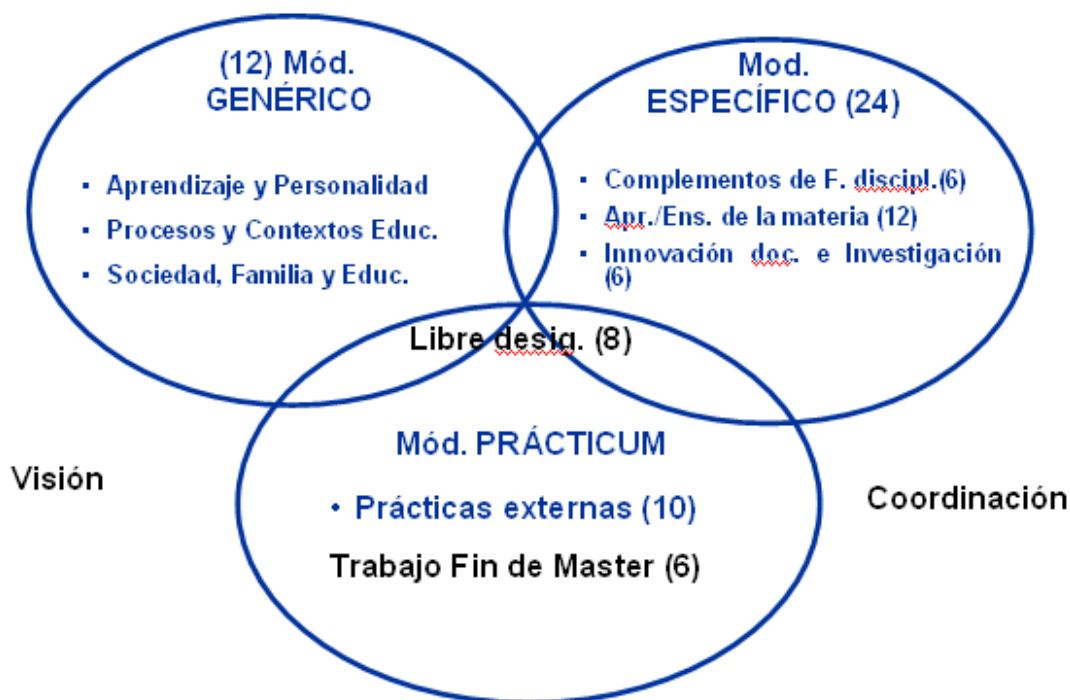 (12) Mód.
GENÉRICO
▪ Aprendizaje y Personalidad
▪ Procesos y Contextos Educ.
▪ Sociedad, Familia y Educ.
Mod.
ESPECÍFICO (24)
▪ Complementos de F. discipl.(6)
▪ Apr./Ens. de la materia (12)
▪ Innovación doc. e Investigación
(6)
Libre desig. (8)
Mód. PRÁCTICUM
• Prácticas externas (10)
Trabajo Fin de Master (6)
Visión
Coordinación